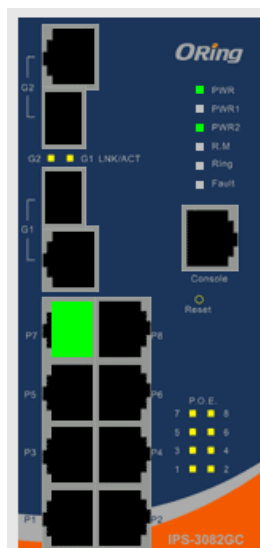 ORing
G2
PWR
PWR1
PWR2
R.M
Ring
Fault
G2 G1 LNK/ACT
G1
Console
Reset
P7 P8
P5 P6
P3 P4
P1 P2
P.O.E.
7 8
5 6
3 4
1 2
IPS-3082GC